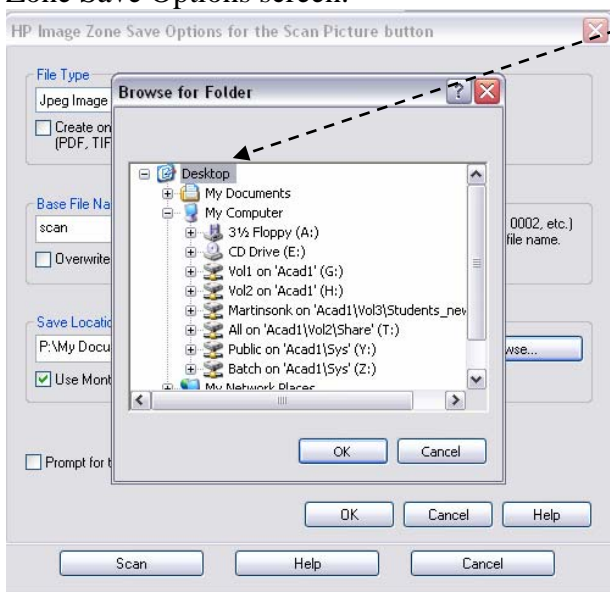 Zone Save Options screen.
HP Image Zone Save Options for the Scan Picture button
File Type
Jpeg Image
Create on
(PDF, TIF
Browse for Folder
Desktop
My Documents
My Computer
3½ Floppy (A:)
CD Drive (E:)
Vol1 on 'Acad1' (G:)
Vol2 on 'Acad1' (H:)
Martinsonk on 'Acad1\Vol3\Students_new
All on 'Acad1\Vol2\Share' (T:)
Public on 'Acad1\Sys' (Y:)
Batch on 'Acad1\Sys' (Z:)
My Network Places
OK Cancel
Base File Na
scan
0002, etc.)
file name.
Overwrite
Save Locatio
P:\My Docu
wse...
Use Mont
Prompt for t
OK Cancel Help
Scan Help Cancel